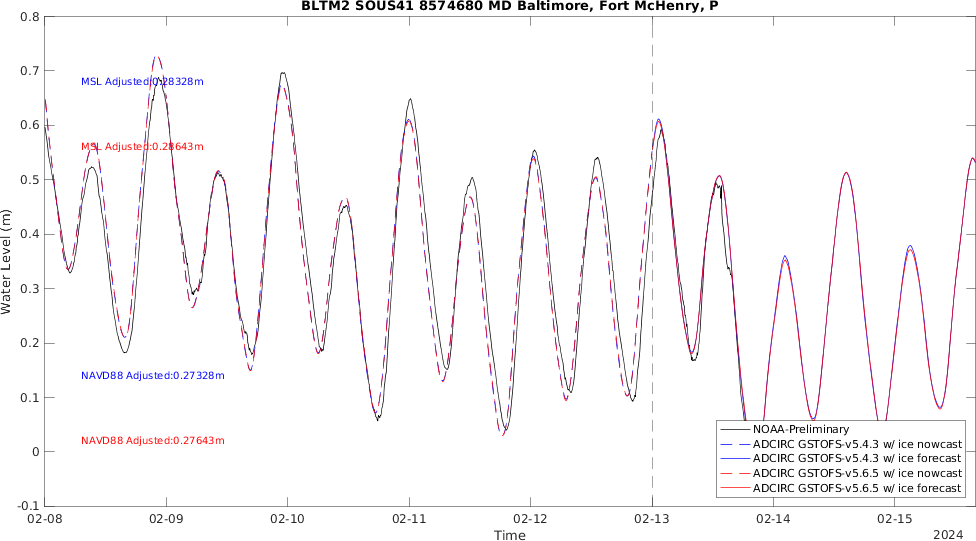 BLTM2 SOUS41 8574680 MD Baltimore, Fort McHenry, P
0.8
0.7
0.6
0.5
0.4
0.3
0.2
0.1
0
-0.1
Water Level (m)
MSL Adjusted:0.28328m
MSL Adjusted:0.28643m
NAVD88 Adjusted:0.27328m
NAVD88 Adjusted:0.27643m
NOAA-Preliminary
ADCIRC GSTOFS-v5.4.3 w/ ice nowcast
ADCIRC GSTOFS-v5.4.3 w/ ice forecast
ADCIRC GSTOFS-v5.6.5 w/ ice nowcast
ADCIRC GSTOFS-v5.6.5 w/ ice forecast
02-08 02-09 02-10 02-11 02-12 02-13 02-14 02-15
Time
2024